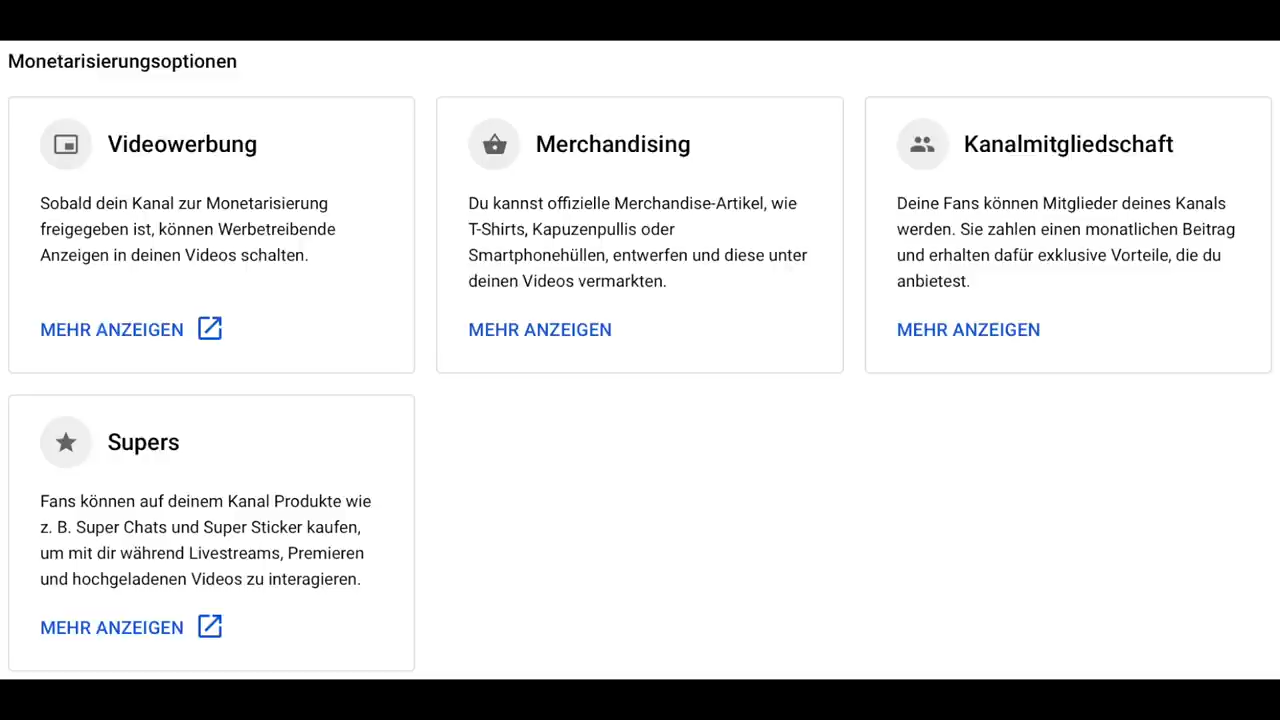 Monetarisierungsoptionen
Videowerbung
Sobald dein Kanal zur Monetarisierung
freigegeben ist, können Werbetreibende
Anzeigen in deinen Videos schalten.
MEHR ANZEIGEN
Merchandising
Du kannst offizielle Merchandise-Artikel, wie
T-Shirts, Kapuzenpullis oder
Smartphonehüllen, entwerfen und diese unter
deinen Videos vermarkten.
MEHR ANZEIGEN
Kanalmitgliedschaft
Deine Fans können Mitglieder deines Kanals
werden. Sie zahlen einen monatlichen Beitrag
und erhalten dafür exklusive Vorteile, die du
anbietest.
MEHR ANZEIGEN
Supers
Fans können auf deinem Kanal Produkte wie
z. B. Super Chats und Super Sticker kaufen,
um mit dir während Livestreams, Premieren
und hochgeladenen Videos zu interagieren.
MEHR ANZEIGEN